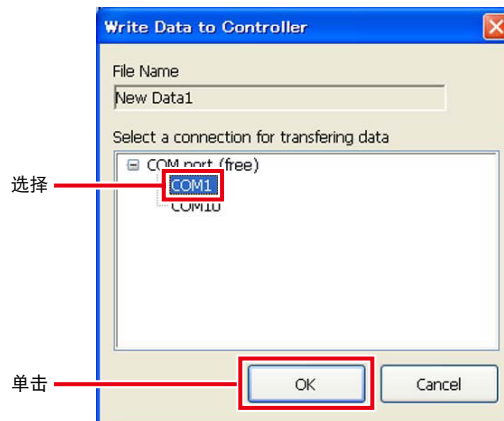 Write Data to Controller
File Name
New Data1
Select a connection for transfering data
COM port (free)
选择
COM1
COM10
单击
OK
Cancel